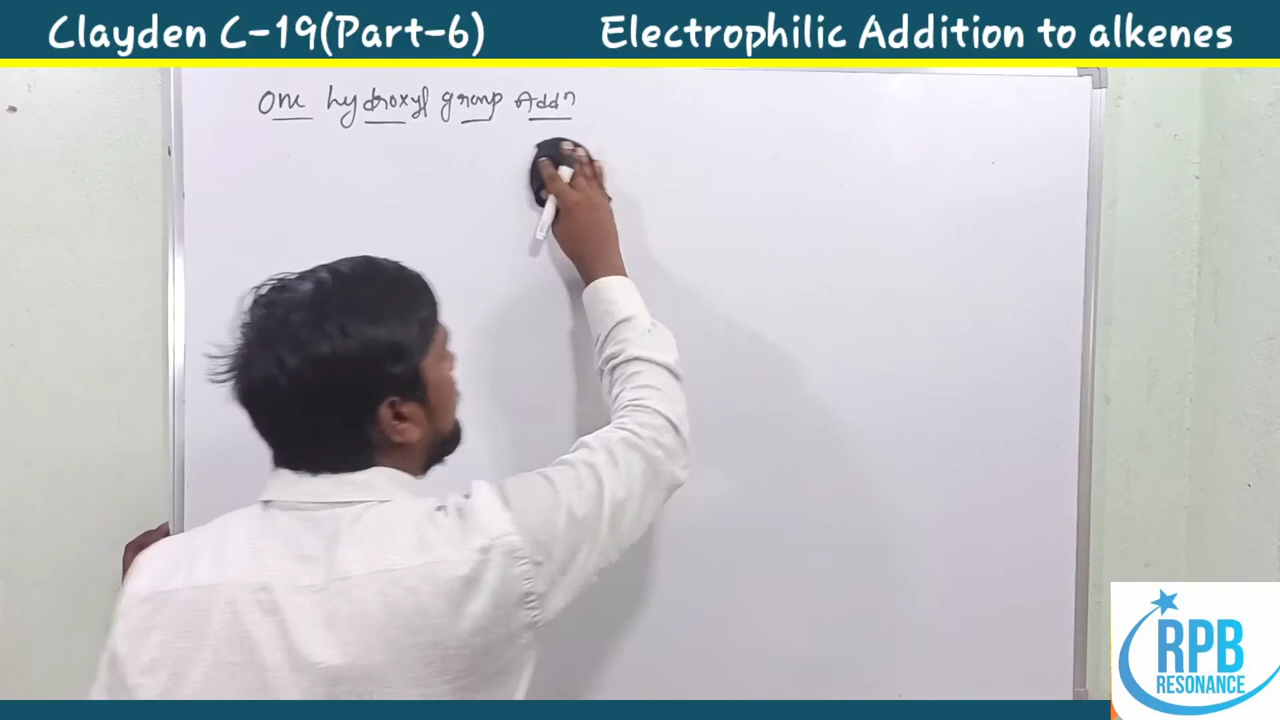 Clayden C-19(Part-6) Electrophilic Addition to alkenes
One hydroxyl group Addn
RPB
RESONANCE